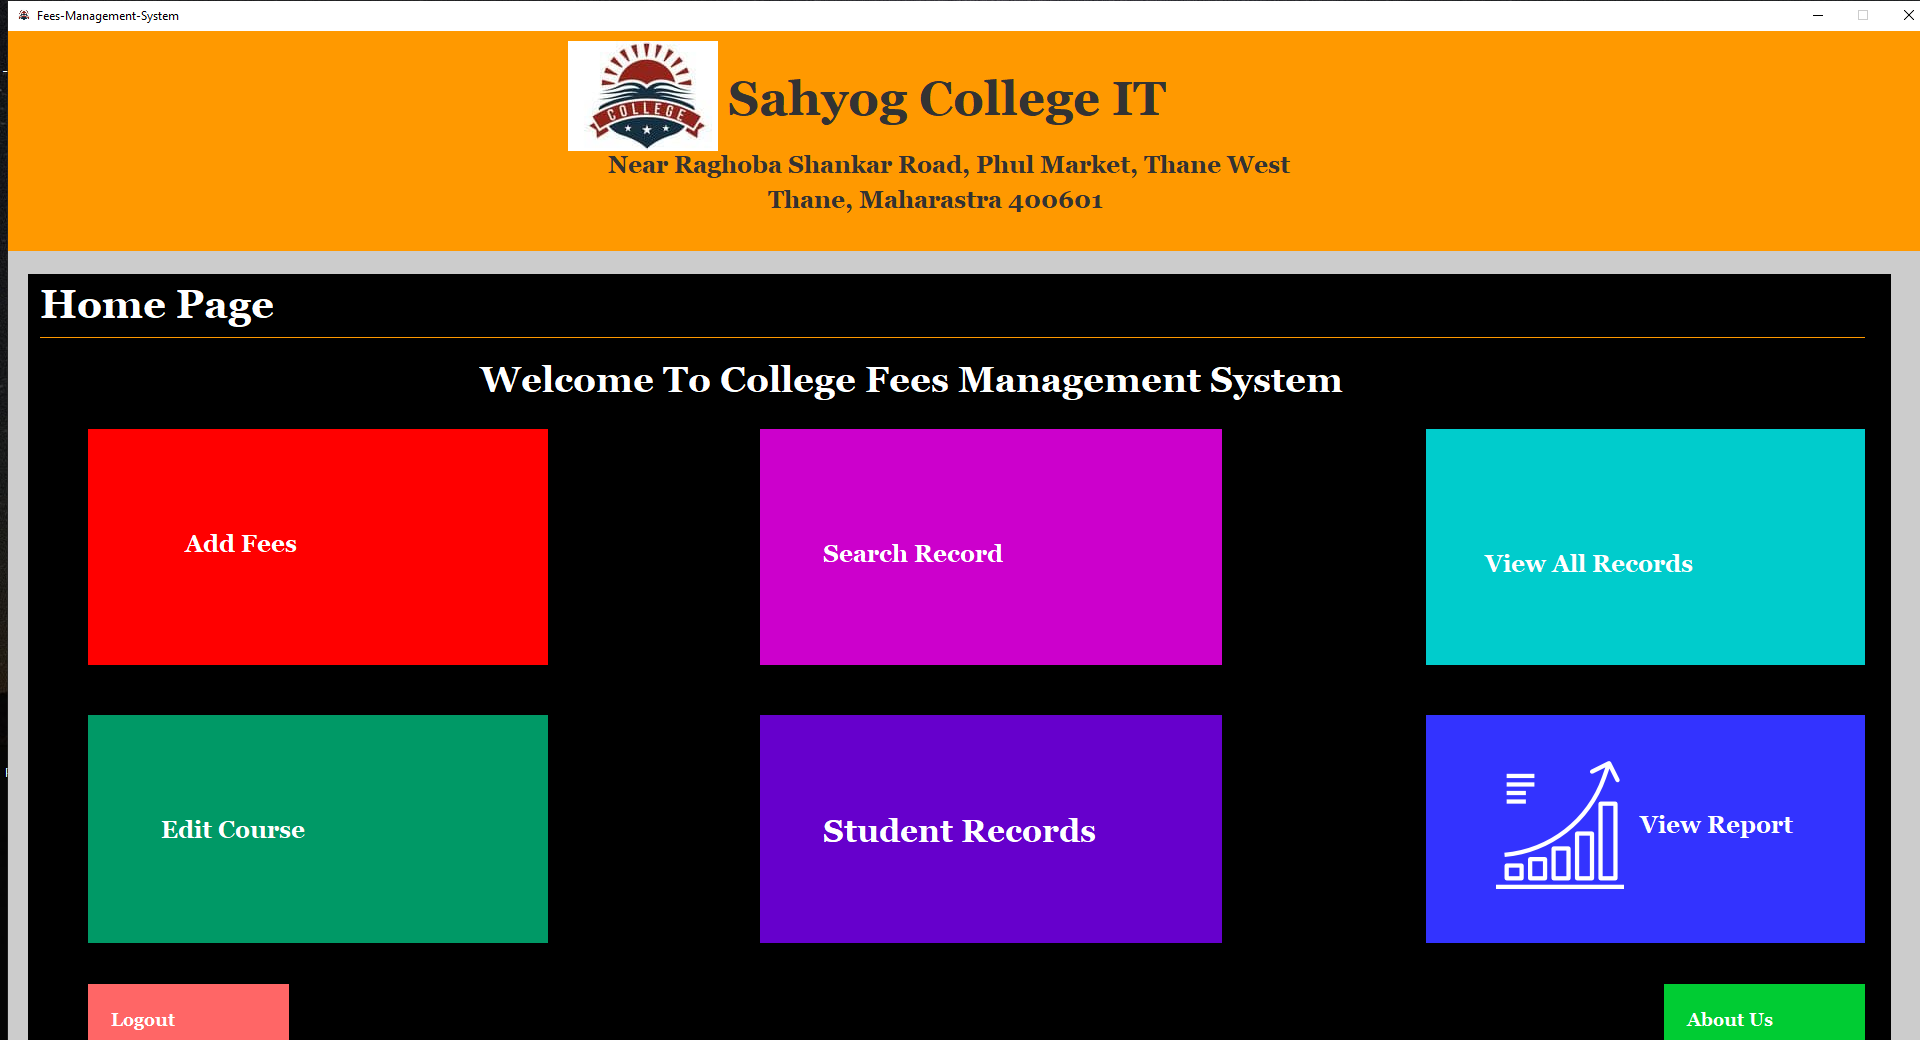 Fees-Management-System
COLLEGE
Sahyog College IT
Near Raghoba Shankar Road, Phul Market, Thane West
Thane, Maharastra 400601
Home Page
Welcome To College Fees Management System
Add Fees
Search Record
View All Records
Edit Course
Student Records
View Report
Logout
About Us